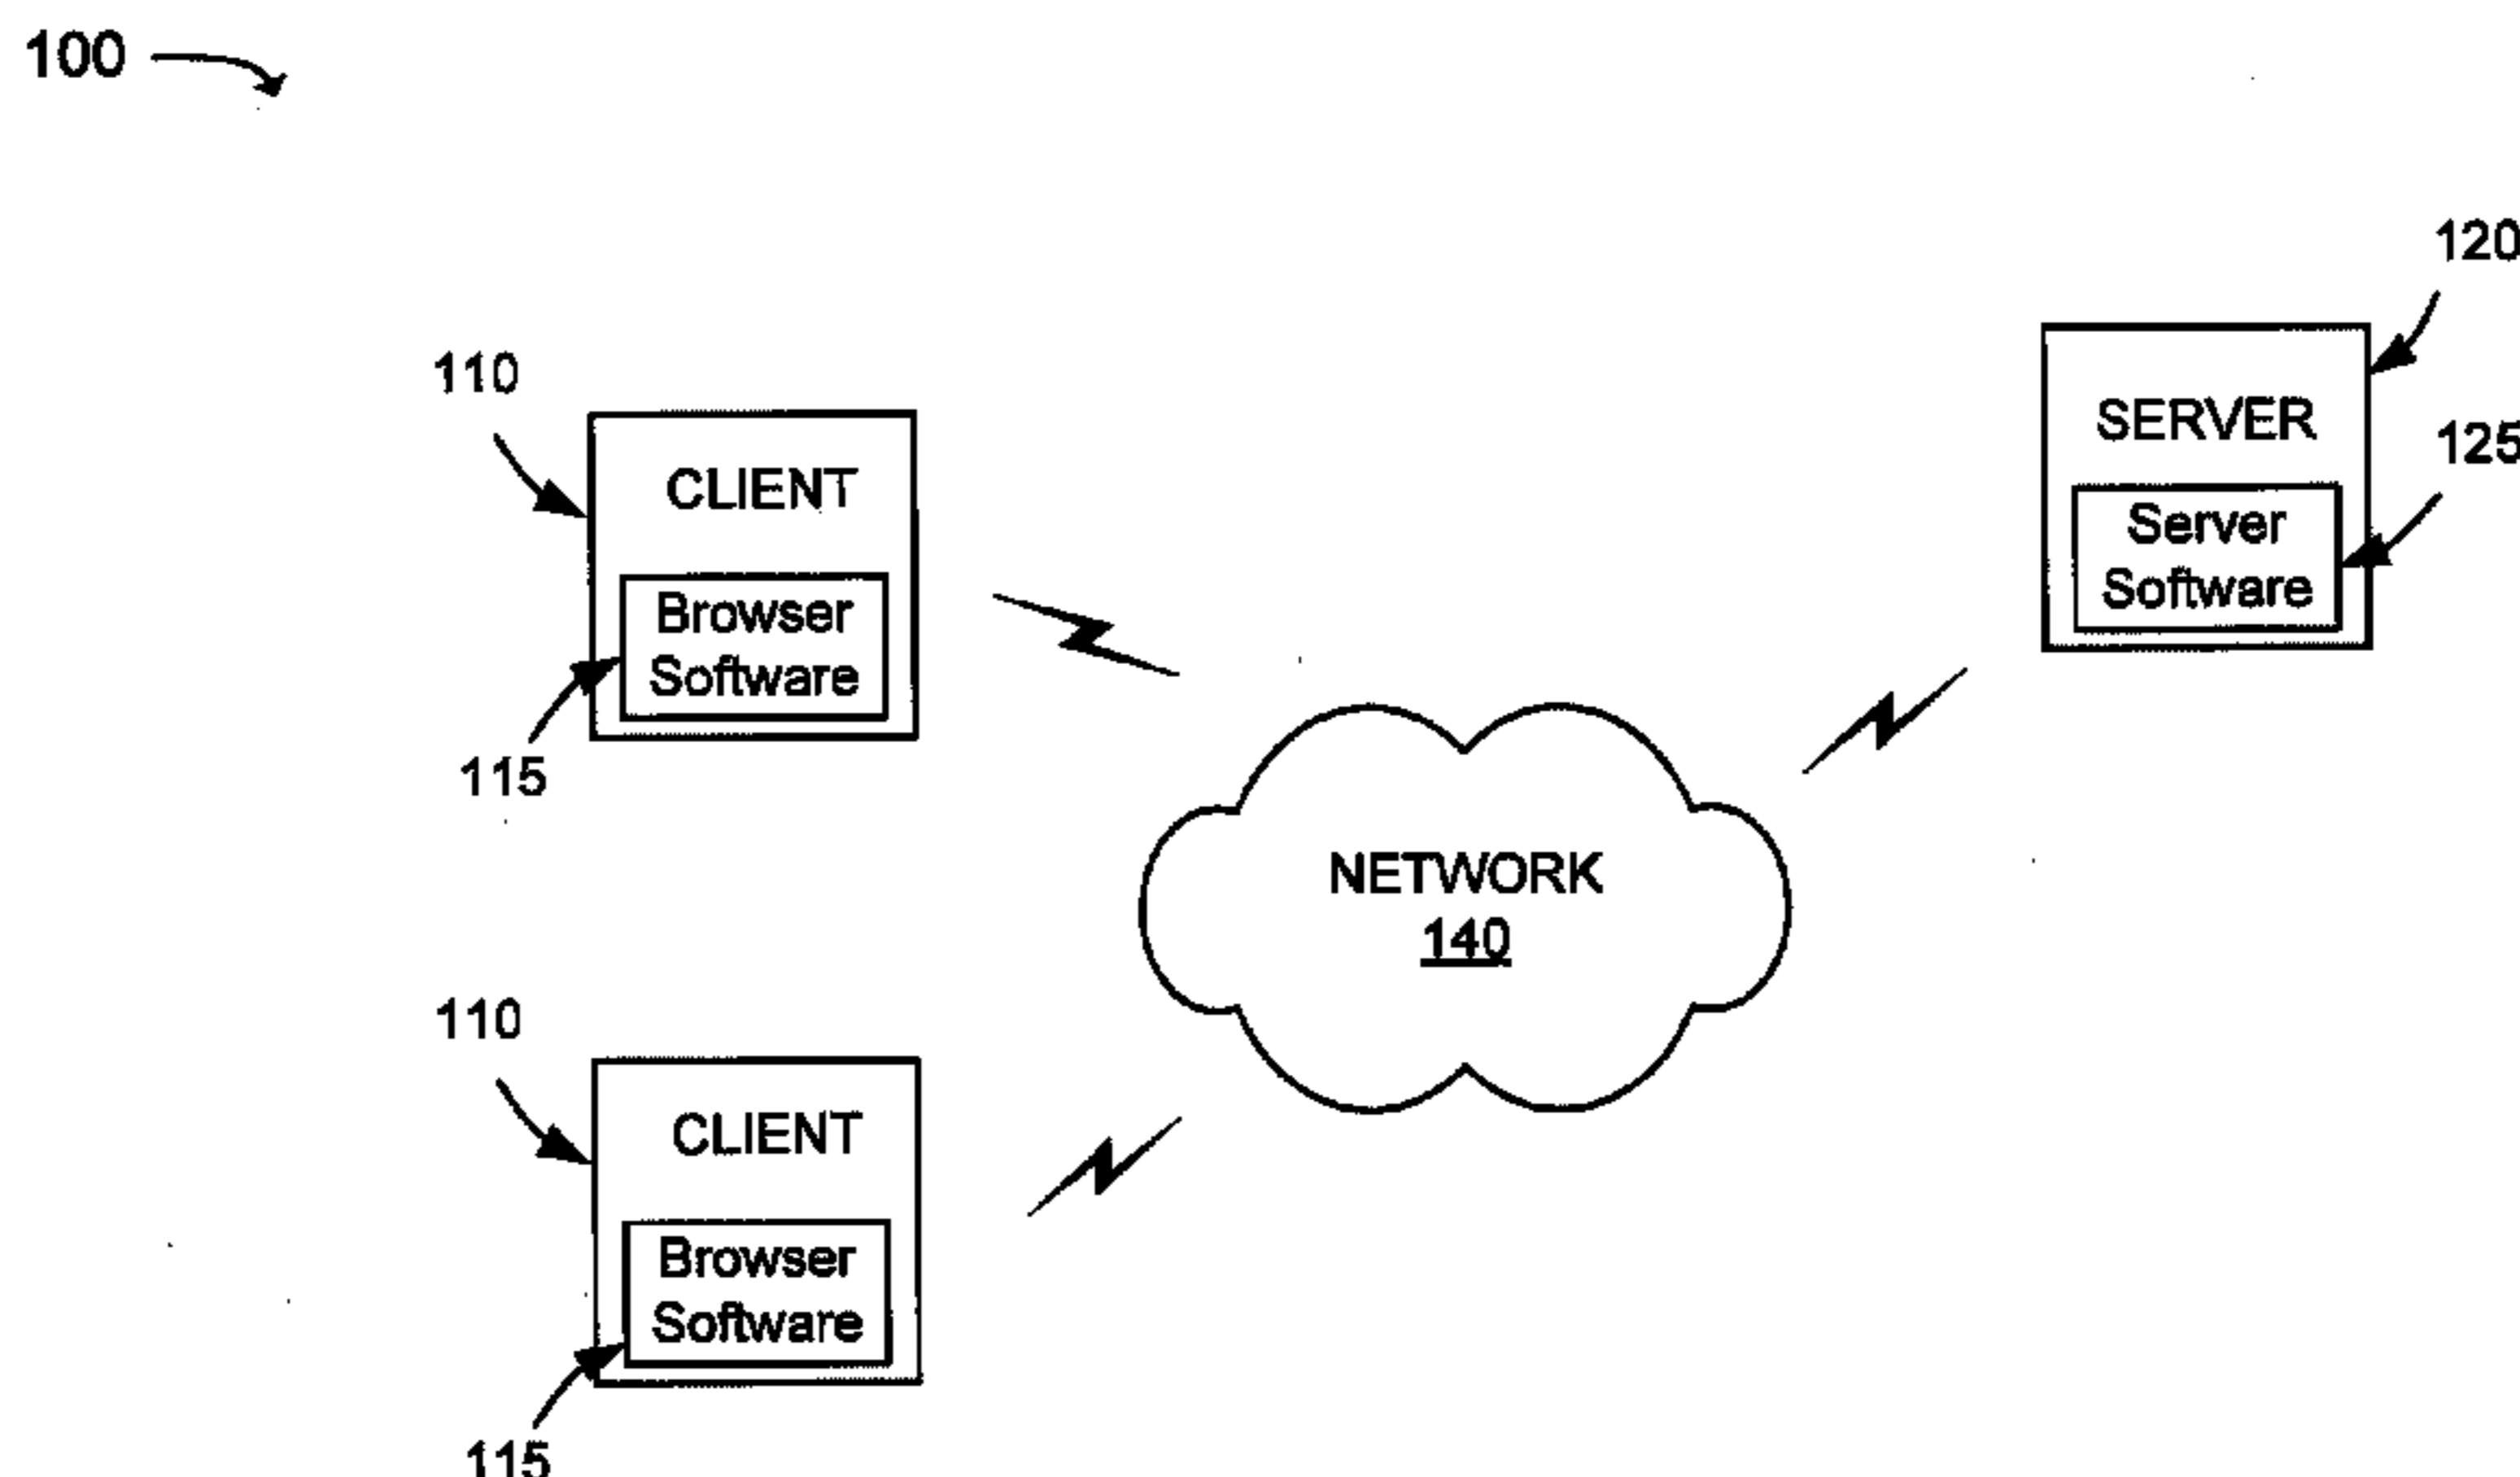 100
120
110
SERVER
125
CLIENT
Server
Software
Browser
Software
115
NETWORK
140
110
CLIENT
Browser
Software
115